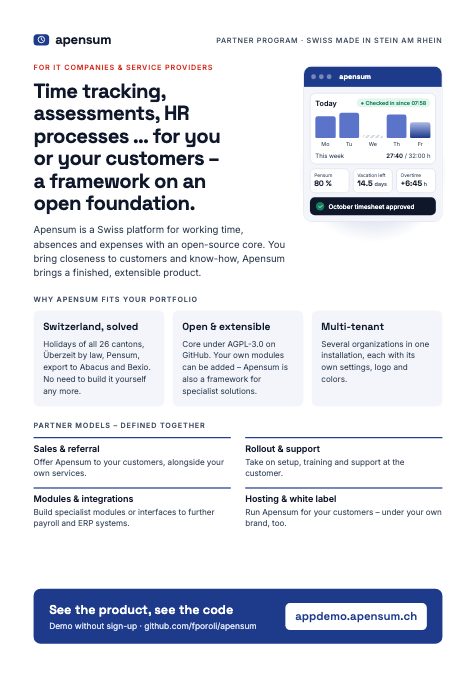 apensum
PARTNER PROGRAM · SWISS MADE IN STEIN AM RHEIN
FOR IT COMPANIES & SERVICE PROVIDERS
Time tracking,
assessments, HR
processes … for you
or your customers –
a framework on an
open foundation.
Apensum is a Swiss platform for working time,
absences and expenses with an open-source core. You
bring closeness to customers and know-how, Apensum
brings a finished, extensible product.
apensum
Today
Checked in since 07:58
Mo Tu We Th Fr
This week 27:40 / 32:00 h
Pensum
80 %
Vacation left
14.5 days
Overtime
+6:45 h
October timesheet approved
WHY APENSUM FITS YOUR PORTFOLIO
Switzerland, solved
Holidays of all 26 cantons,
Überzeit by law, Pensum,
export to Abacus and Bexio.
No need to build it yourself
any more.
Open & extensible
Core under AGPL-3.0 on
GitHub. Your own modules
can be added – Apensum is
also a framework for
specialist solutions.
Multi-tenant
Several organizations in one
installation, each with its
own settings, logo and
colors.
PARTNER MODELS – DEFINED TOGETHER
Sales & referral
Offer Apensum to your customers, alongside your
own services.
Rollout & support
Take on setup, training and support at the
customer.
Modules & integrations
Build specialist modules or interfaces to further
payroll and ERP systems.
Hosting & white label
Run Apensum for your customers – under your own
brand, too.
See the product, see the code
Demo without sign-up · github.com/fporoli/apensum
appdemo.apensum.ch